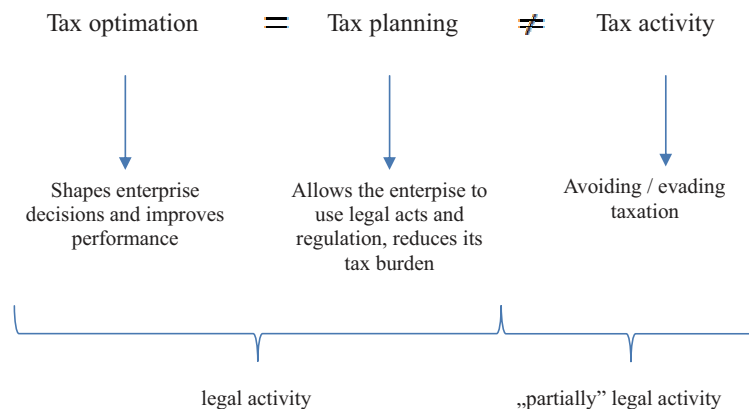 Tax optimation = Tax planning ≠ Tax activity
Shapes enterprise
decisions and improves
performance
Allows the enterpise to
use legal acts and
regulation, reduces its
tax burden
Avoiding / evading
taxation
legal activity
„partially” legal activity